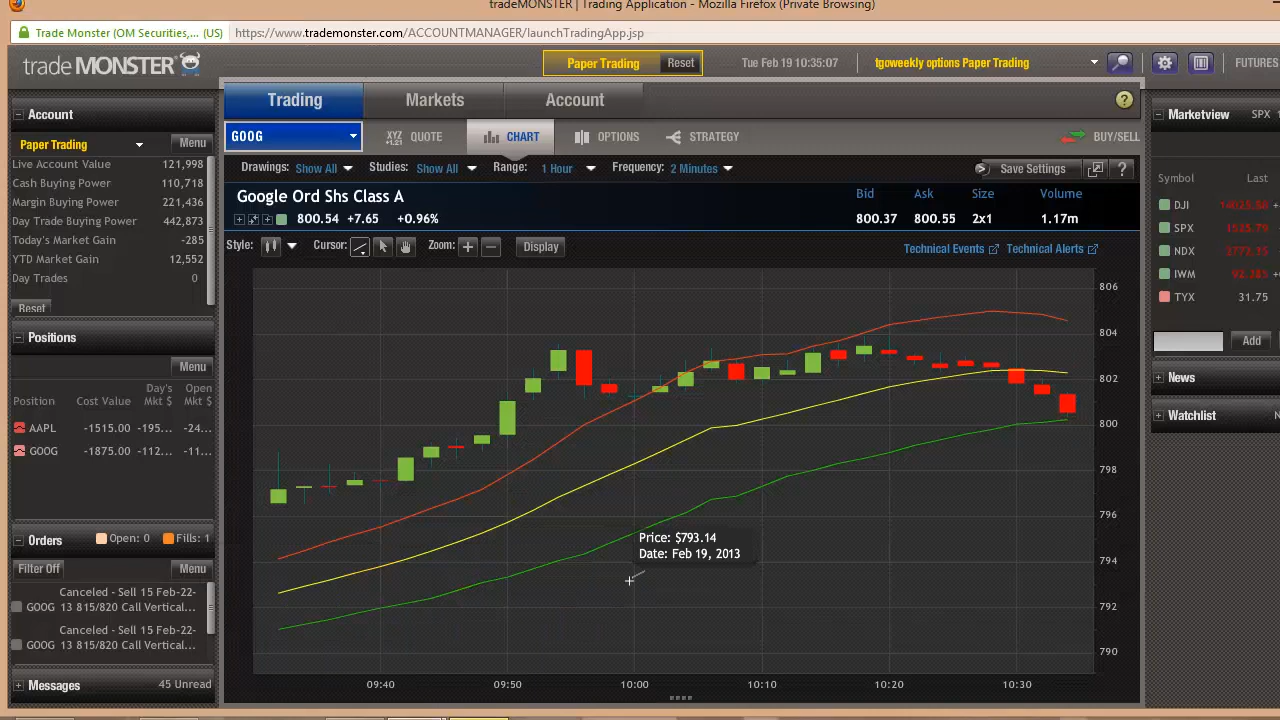 tradeMONSTER | Trading Application - Mozilla Firefox (Private Browsing)
Trade Monster (OM Securities,... (US) https://www.trademonster.com/ACCOUNTMANAGER/launchTradingApp.jsp
trade MONSTER
Paper Trading Reset
Tue Feb 19 10:35:07
tgoweekly options Paper Trading
FUTURES
Account
Paper Trading Menu
Live Account Value 121,998
Cash Buying Power 110,718
Margin Buying Power 221,436
Day Trade Buying Power 442,873
Today's Market Gain -285
YTD Market Gain 12,552
Day Trades 0
Reset
Positions
Menu
Day's Open
Position Cost Value Mkt $ Mkt $
AAPL -1515.00 -195... -24...
GOOG -1875.00 -112... -11...
Orders Open: 0 Fills: 1
Filter Off Menu
Canceled - Sell 15 Feb-22-
GOOG 13 815/820 Call Vertical...
Canceled - Sell 15 Feb-22-
GOOG 13 815/820 Call Vertical...
Messages 45 Unread
Trading Markets Account ?
GOOG XYZ +1.21 QUOTE CHART OPTIONS STRATEGY BUY/SELL
Drawings: Show All Studies: Show All Range: 1 Hour Frequency: 2 Minutes Save Settings ?
Google Ord Shs Class A Bid Ask Size Volume
800.54 +7.65 +0.96% 800.37 800.55 2x1 1.17m
Style: Cursor: Zoom: Display Technical Events Technical Alerts
806
804
802
800
798
796
794
792
790
Price: $793.14
Date: Feb 19, 2013
09:40 09:50 10:00 10:10 10:20 10:30
Marketview SPX
Symbol Last
DJI
SPX
NDX
IWM
TYX 31.75
Add
News
Watchlist